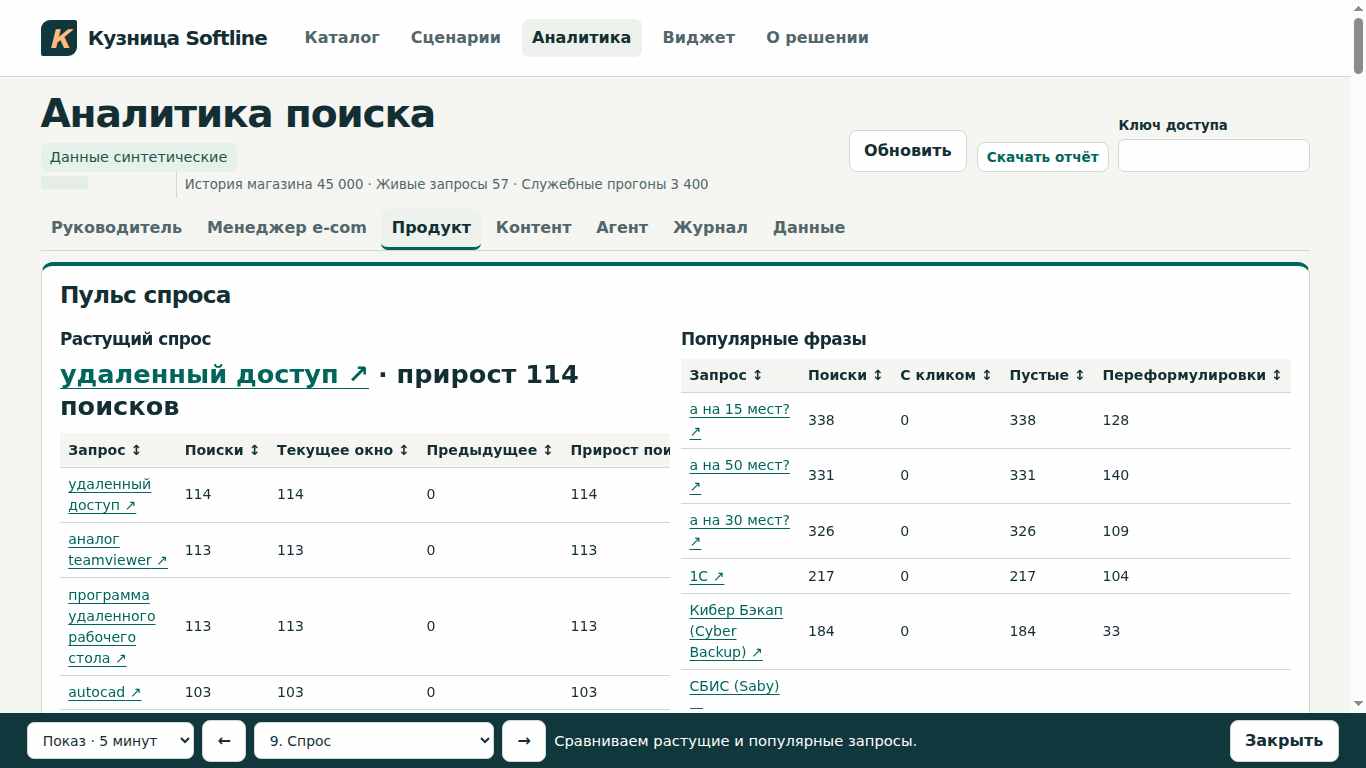 К Кузница Softline Каталог Сценарии Аналитика Виджет О решении
Аналитика поиска
Данные синтетические
История магазина 45 000 · Живые запросы 57 · Служебные прогоны 3 400
Обновить
Скачать отчёт
Ключ доступа
Руководитель Менеджер e-com Продукт Контент Агент Журнал Данные
Пульс спроса
Растущий спрос
удаленный доступ ↗ · прирост 114
поисков
Запрос ↕ Поиски ↕ Текущее окно ↕ Предыдущее ↕ Прирост пои
удаленный
доступ ↗ 114 114 0 114
аналог
teamviewer ↗ 113 113 0 113
программа
удаленного
рабочего
стола ↗ 113 113 0 113
autocad ↗ 103 103 0 103
Популярные фразы
Запрос ↕ Поиски ↕ С кликом ↕ Пустые ↕ Переформулировки ↕
а на 15 мест?
↗ 338 0 338 128
а на 50 мест?
↗ 331 0 331 140
а на 30 мест?
↗ 326 0 326 109
1С ↗ 217 0 217 104
Кибер Бэкап
(Cyber
Backup) ↗ 184 0 184 33
СБИС (Saby)
Показ · 5 минут ← 9. Спрос → Сравниваем растущие и популярные запросы. Закрыть